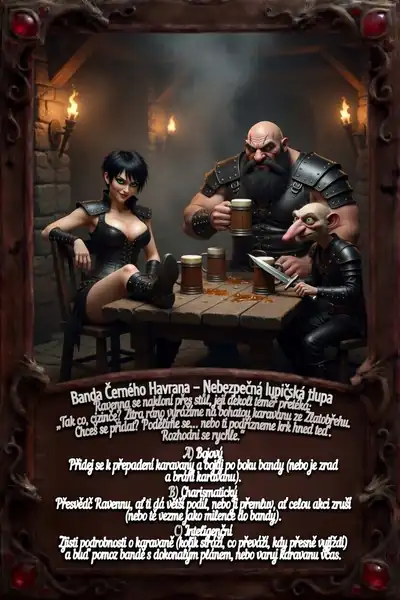 Banda Černého Havrana – Nebezpečná lupičská tlupa
Ravenna se nakloní přes stůl, její dekolt téměř přetéká:
„Tak co, cizinče? Zítra ráno vyrážíme na bohatou karavanu ze Zlatobřehu.
Chceš se přidat? Podělíme se... nebo ti podřízneme krk hned teď.
Rozhodni se rychle.“
A) Bojový
Přidej se k přepadení karavany a bojuj po boku bandy (nebo je zraď
a braň karavanu).
B) Charismatický
Přesvědč Ravennu, ať ti dá větší podíl, nebo ji přemluv, ať celou akci zruší
(nebo tě vezme jako milence do bandy).
C) Inteligenční
Zjisti podrobnosti o karavaně (kolik stráží, co převáží, kdy přesně vyjíždí)
a buď pomoz bandě s dokonalým plánem, nebo varuj karavanu včas.